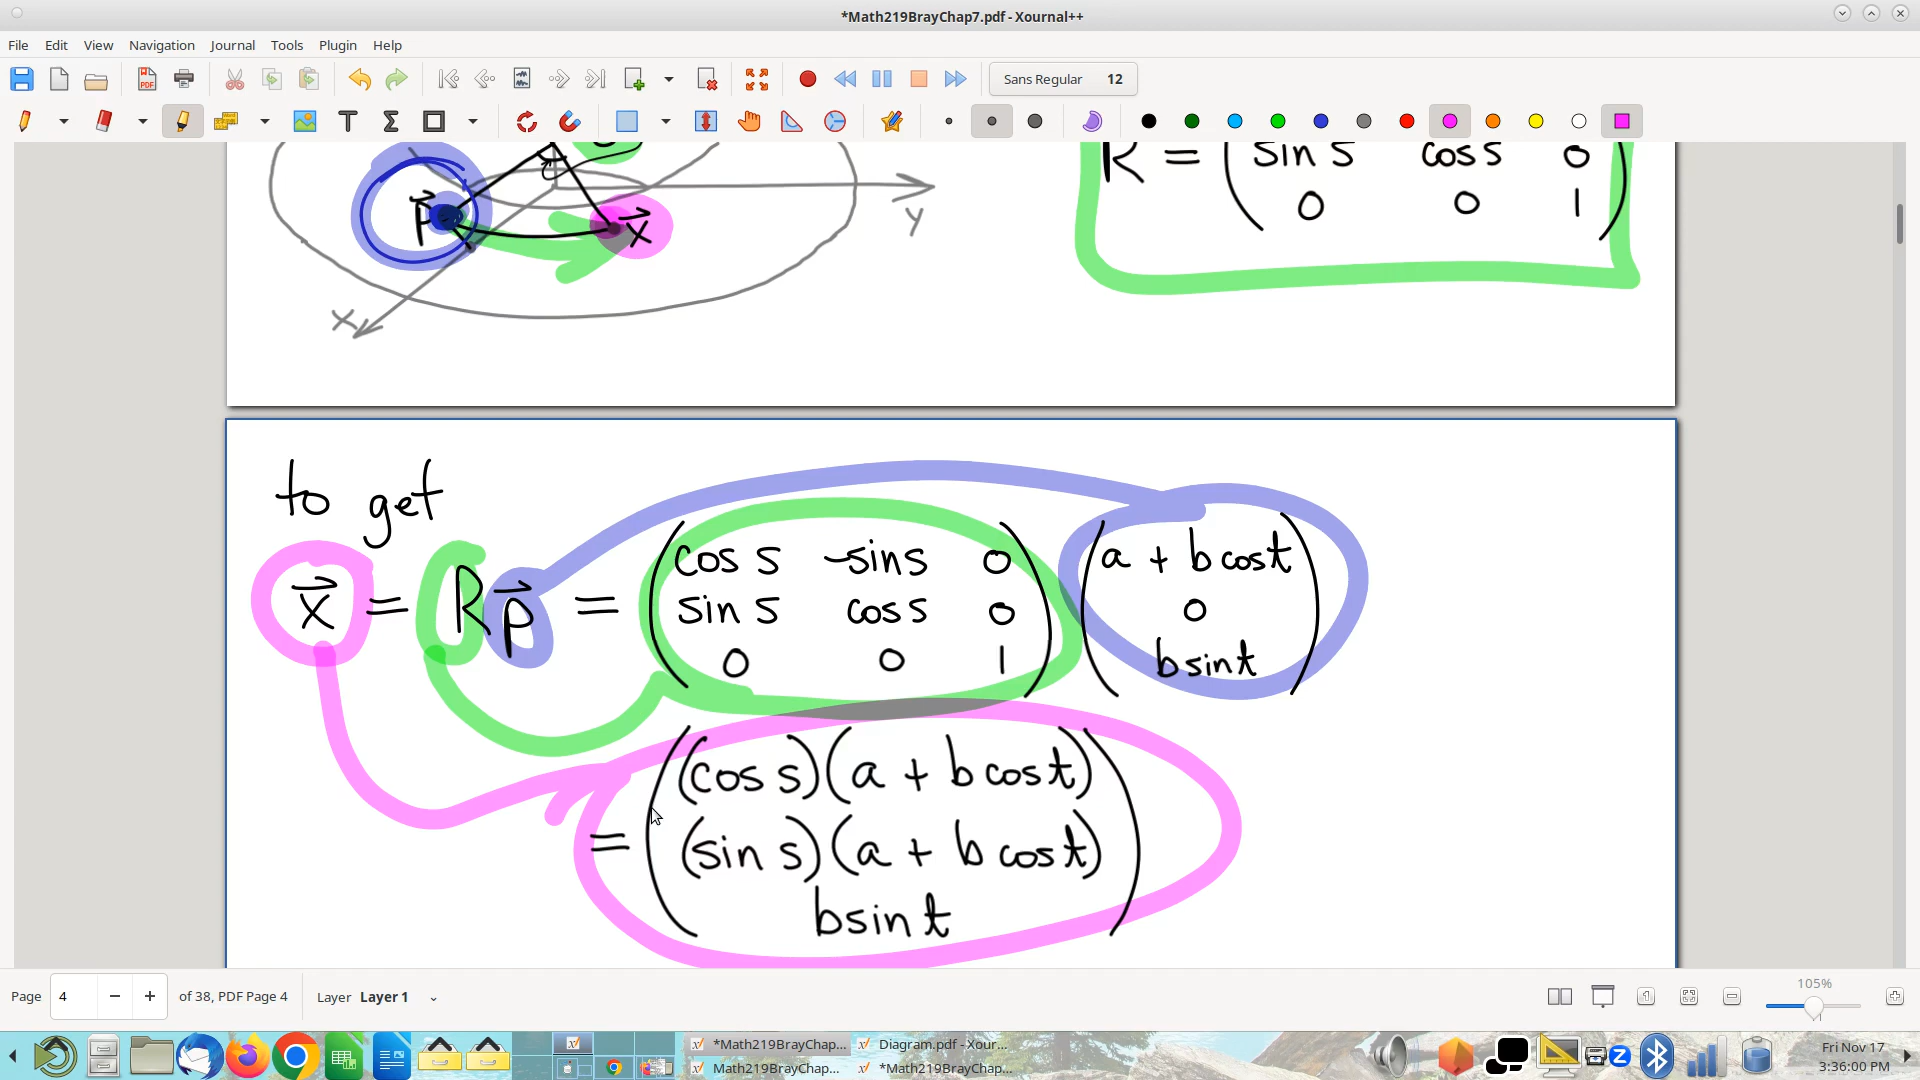 *Math219BrayChap7.pdf - Xournal++
File Edit View Navigation Journal Tools Plugin Help
Sans Regular 12
p⃗ x⃗ y x
R = ( sin s cos s 0
0 0 1 )
to get
x⃗ = Rp⃗ = ( cos s -sin s 0 ) ( a + b cos t )
sin s cos s 0 0
0 0 1 b sin t
= ( (cos s)(a + b cos t)
(sin s)(a + b cos t)
b sin t )
Page 4 of 38, PDF Page 4 Layer Layer 1 105%
*Math219BrayChap... Diagram.pdf - Xour...
Math219BrayChap... *Math219BrayChap...
Fri Nov 17
3:36:00 PM